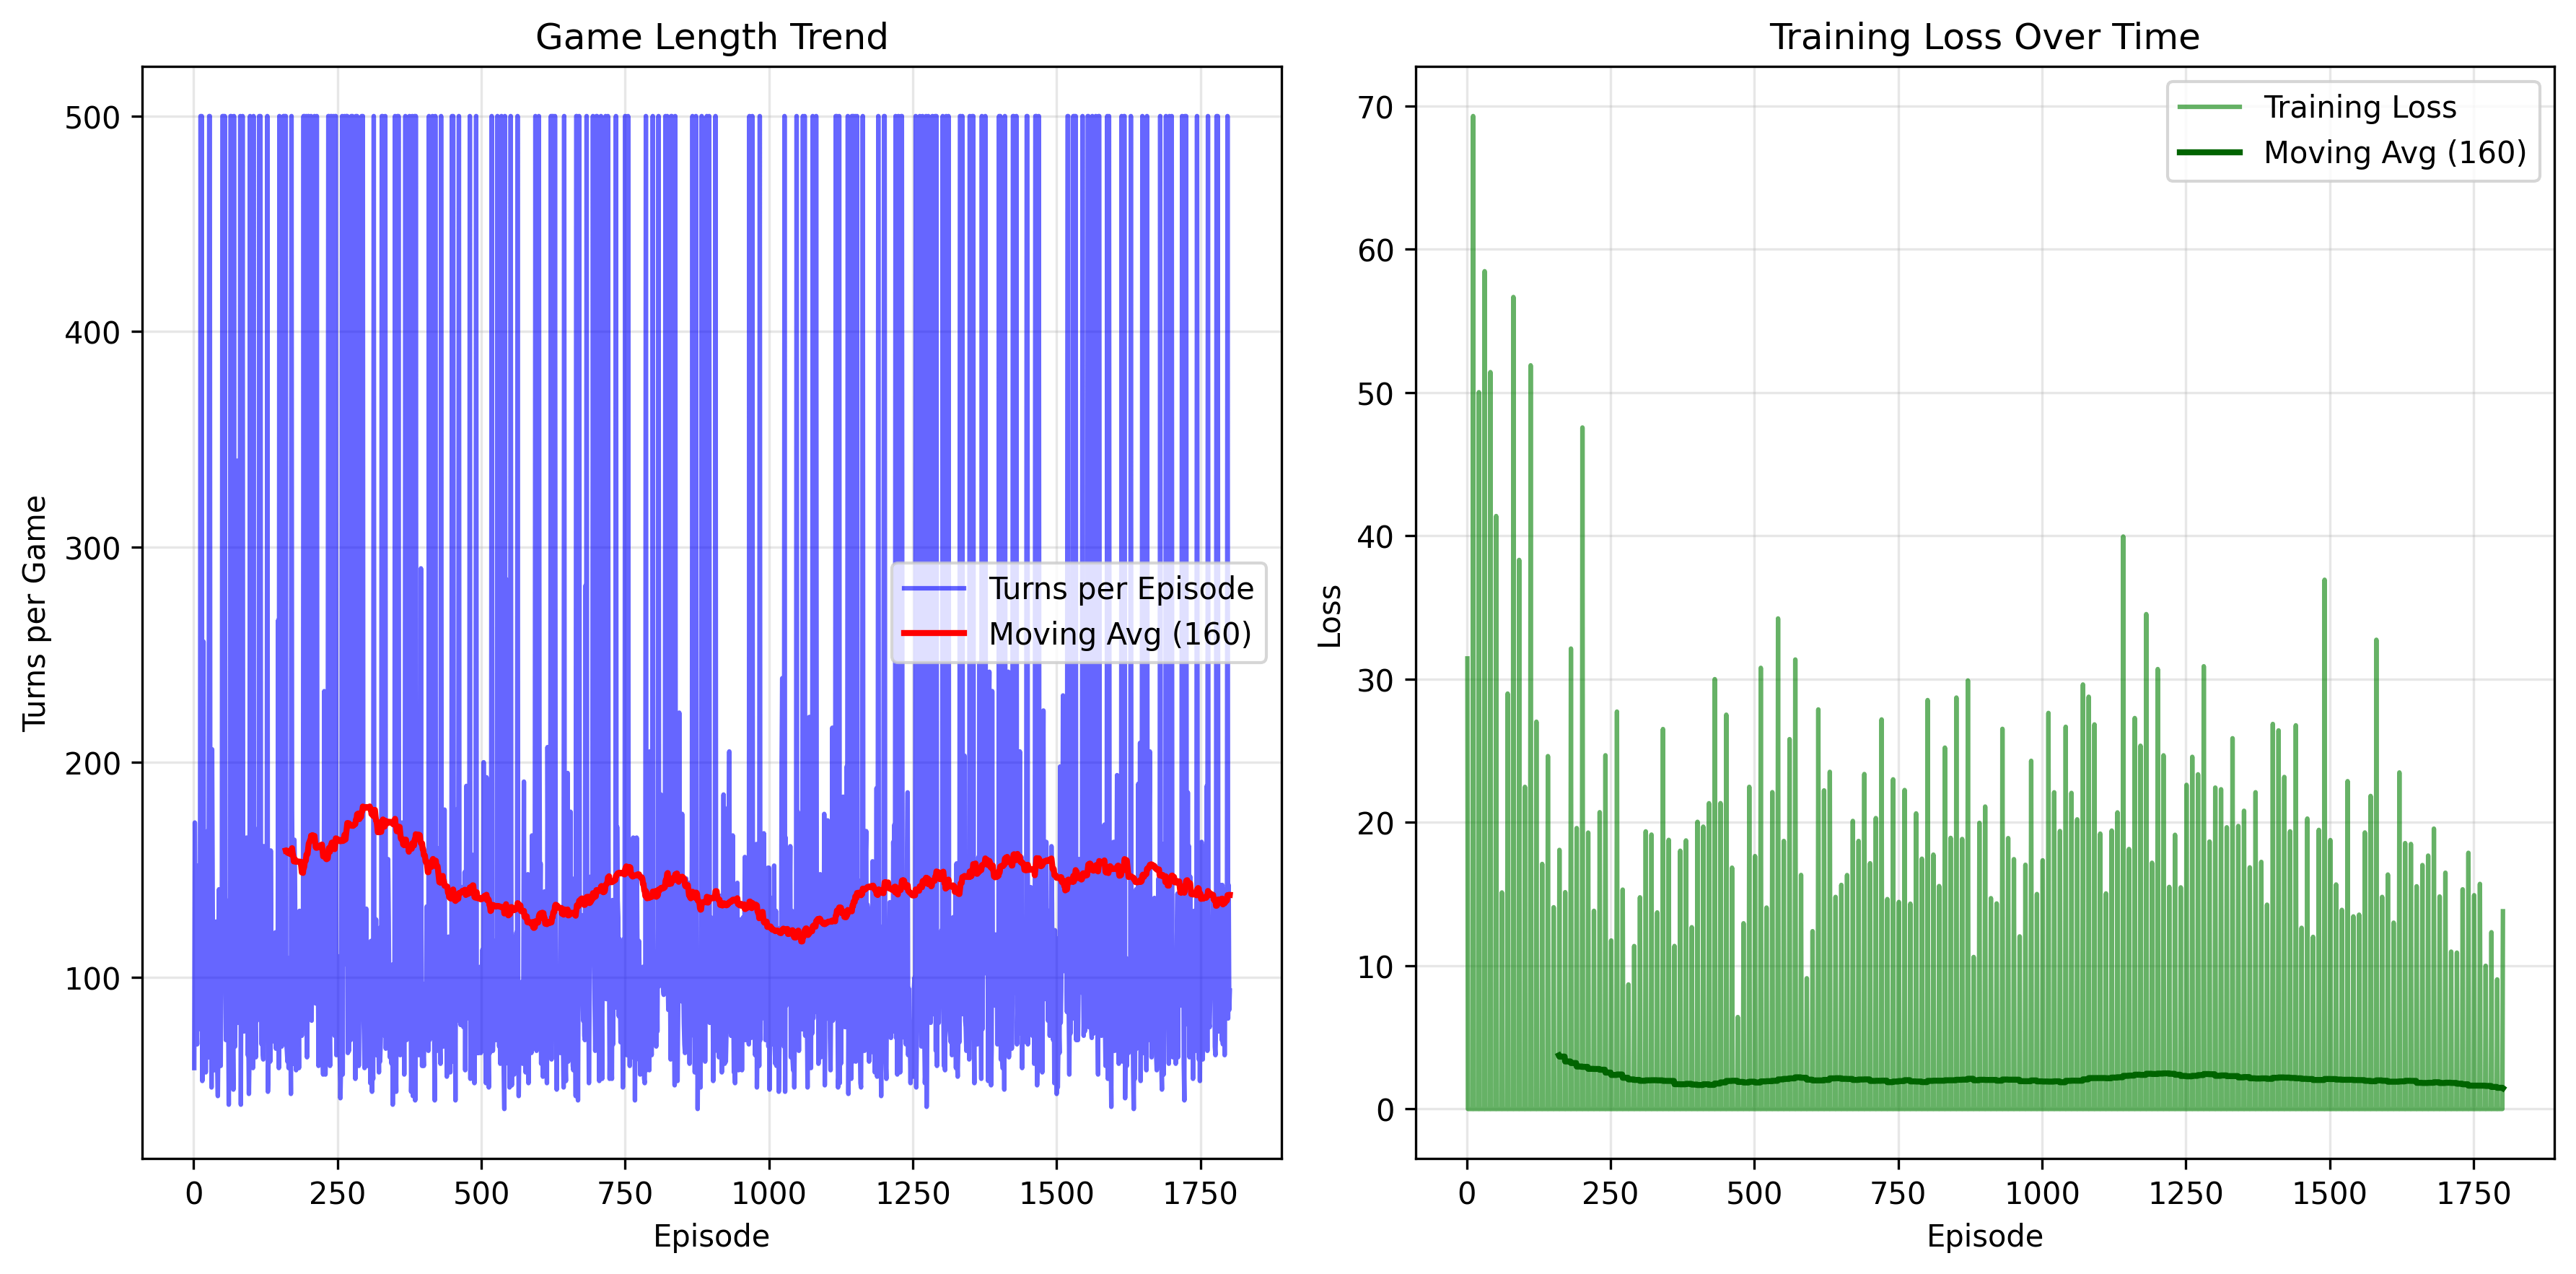 Game Length Trend
500
400
300
200
100
Turns per Game
Turns per Episode
Moving Avg (160)
0 250 500 750 1000 1250 1500 1750
Episode
Training Loss Over Time
70
60
50
40
30
20
10
0
Loss
Training Loss
Moving Avg (160)
0 250 500 750 1000 1250 1500 1750
Episode